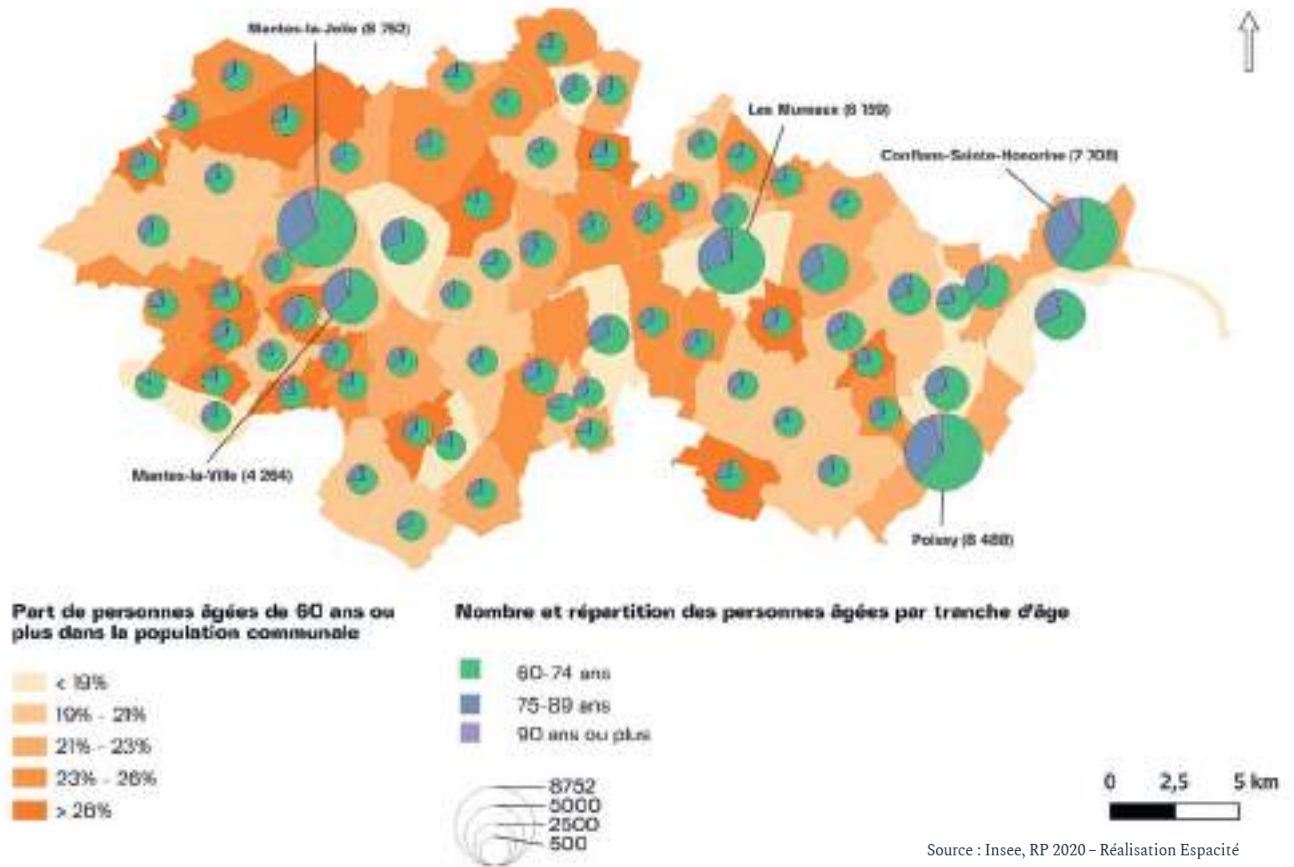 Mantes-la-Jolie (8 752)
Les Mureaux (6 159)
Conflans-Sainte-Honorine (7 708)
Mantes-la-Ville (4 264)
Poissy (8 488)
Part de personnes âgées de 60 ans ou
plus dans la population communale
< 19%
19% - 21%
21% - 23%
23% - 26%
> 26%
Nombre et répartition des personnes âgées par tranche d'âge
60-74 ans
75-89 ans
90 ans ou plus
8752
5000
2500
500
0 2,5 5 km
Source : Insee, RP 2020 – Réalisation Espacité